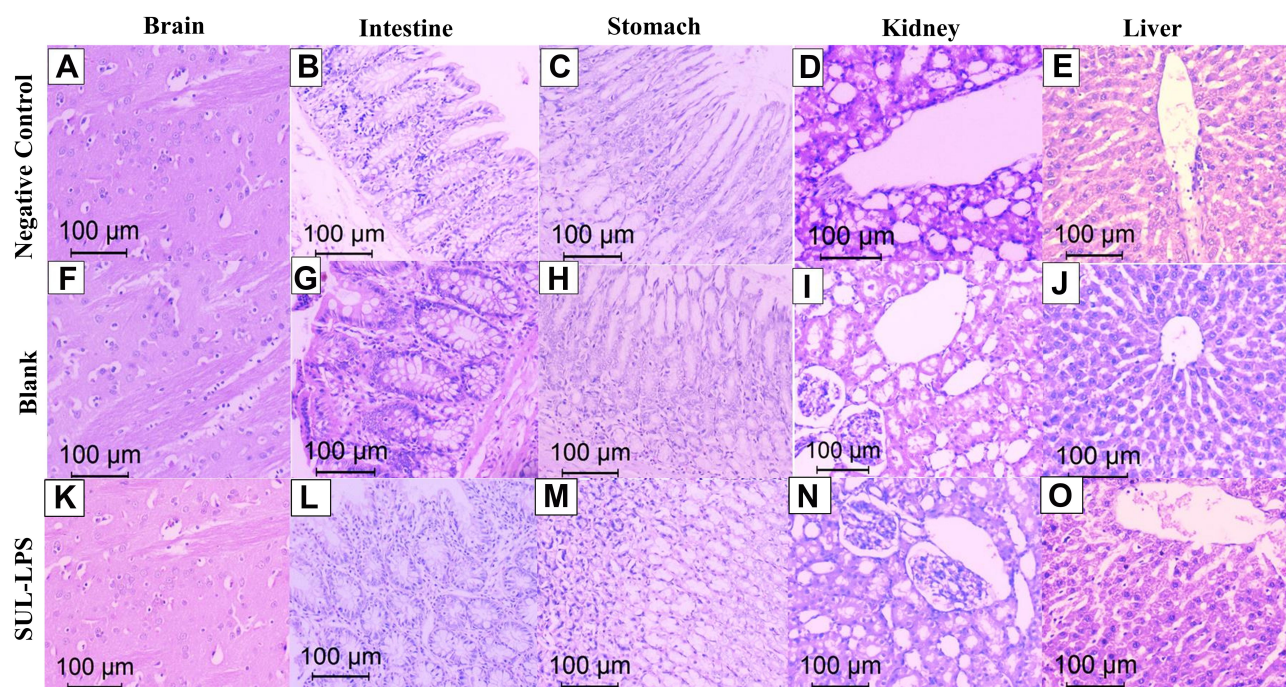 Brain Intestine Stomach Kidney Liver
Negative Control
A B C D E
100 µm 100 µm 100 µm 100 µm 100 µm
Blank
F G H I J
100 µm 100 µm 100 µm 100 µm 100 µm
SUL-LPS
K L M N O
100 µm 100 µm 100 µm 100 µm 100 µm